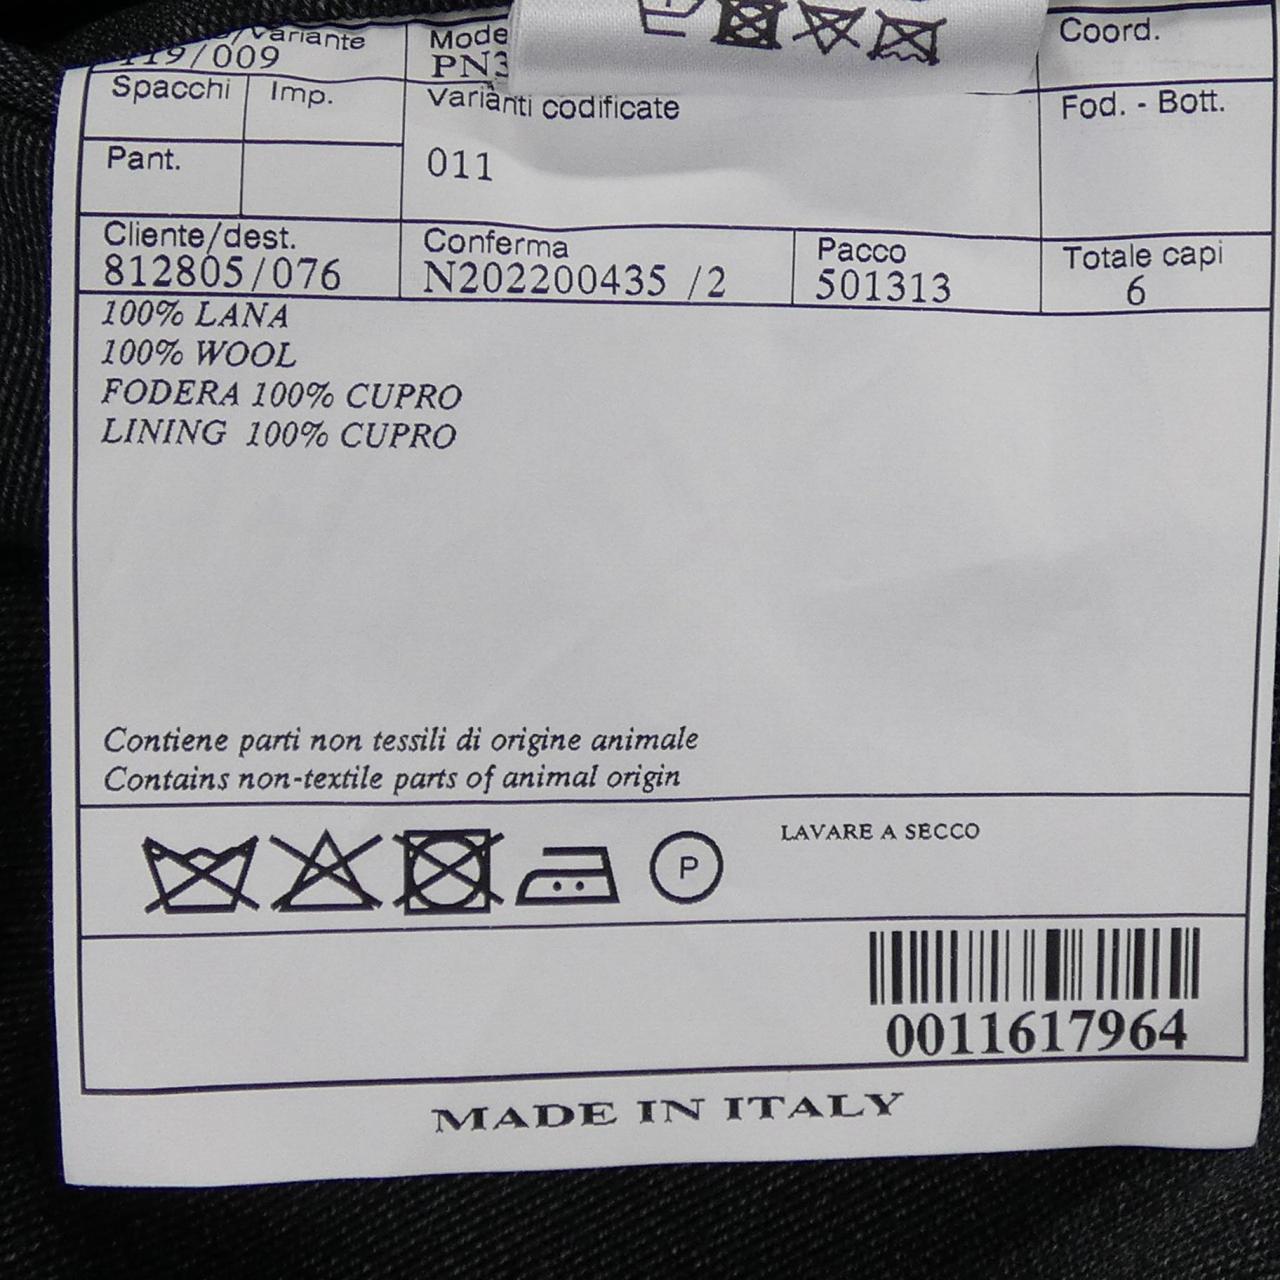 Variante
119/009
Mode
PN3
Coord.
Spacchi
Imp.
Varianti codificate
Fod. - Bott.
Pant.
011
Cliente/dest.
812805/076
Conferma
N202200435 /2
Pacco
501313
Totale capi
6
100% LANA
100% WOOL
FODERA 100% CUPRO
LINING 100% CUPRO
Contiene parti non tessili di origine animale
Contains non-textile parts of animal origin
P
LAVARE A SECCO
0011617964
MADE IN ITALY